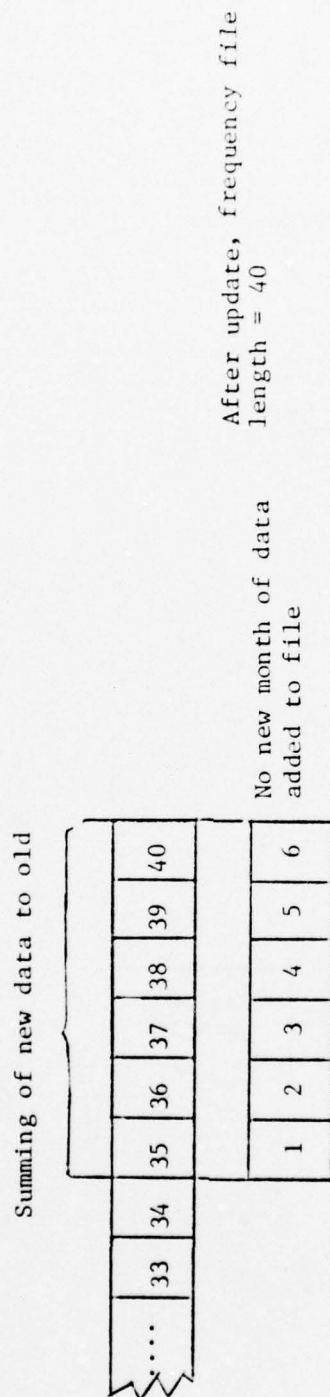 Summing of new data to old
..... 33 34 35 36 37 38 39 40
1 2 3 4 5 6
No new month of data
added to file
After update, frequency file
length = 40